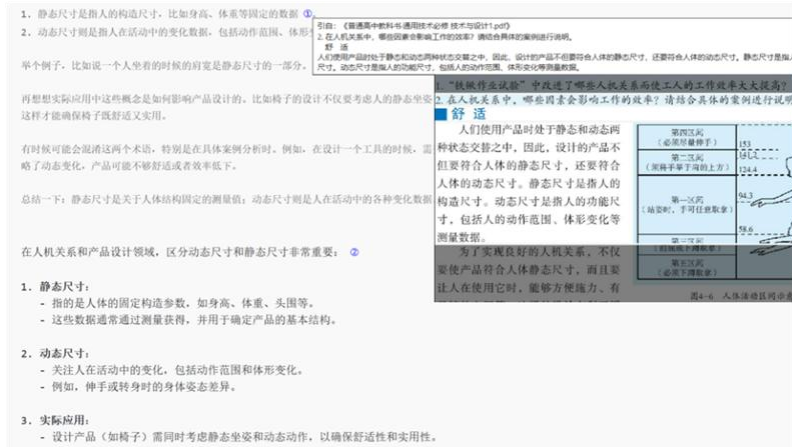 1. 静态尺寸是指人的构造尺寸，比如身高、体重等固定的数据 ①。
2. 动态尺寸则是指人在活动中的变化数据，包括动作范围、体形
举个例子，比如说一个人坐着的时候的肩宽是静态尺寸的一部分。
再想想实际应用中这些概念是如何影响产品设计的。比如椅子的设计不仅要考虑人的静态坐姿
这样才能确保椅子既舒适又实用。
有时候可能会混淆这两个术语，特别是在具体案例分析时。例如，在设计一个工具的时候，需
略了动态变化，产品可能不够舒适或者效率低下。
总结一下：静态尺寸是关于人体结构固定的测量值；动态尺寸则是人在活动中的各种变化数据
在人机关系和产品设计领域，区分动态尺寸和静态尺寸非常重要： ②
1. 静态尺寸：
- 指的是人体的固定构造参数，如身高、体重、头围等。
- 这些数据通常通过测量获得，并用于确定产品的基本结构。
2. 动态尺寸：
- 关注人在活动中的变化，包括动作范围和体形变化。
- 例如，伸手或转身时的身体姿态差异。
3. 实际应用：
- 设计产品（如椅子）需同时考虑静态坐姿和动态动作，以确保舒适性和实用性。
引自：《普通高中教科书·通用技术必修 技术与设计1.pdf》
2. 在人机关系中，哪些因素会影响工作的效率？请结合具体的案例进行说明。
舒 适
人们使用产品时处于静态和动态两种状态交替之中，因此，设计的产品不但要符合人体的静态尺寸，还要符合人体的动态尺寸。静态尺寸是指人
尺寸。动态尺寸是指人的功能尺寸，包括人的动作范围、体形变化等测量数据。
1. “铁锹作业试验”中改进了哪些人机关系而使工人的工作效率大大提高？
2. 在人机关系中，哪些因素会影响工作的效率？请结合具体的案例进行说明
舒 适
人们使用产品时处于静态和动态两
种状态交替之中，因此，设计的产品不
但要符合人体的静态尺寸，还要符合
人体的动态尺寸。静态尺寸是指人的
构造尺寸。动态尺寸是指人的功能尺
寸，包括人的动作范围、体形变化等
测量数据。
为了实现良好的人机关系，不仅
要使产品符合人体静态尺寸，而且要
让人在使用它时，能够方便施力、有
第四区间
（必须尽量伸手）
153
第二区间
141.2
（须将手举于肩的上方）
124.4
第一区间
94.3
（站姿时，手可任意取拿）
58.6
第三区间
第五区间
（必须下蹲取拿）
图4-6 人体活动区间示意